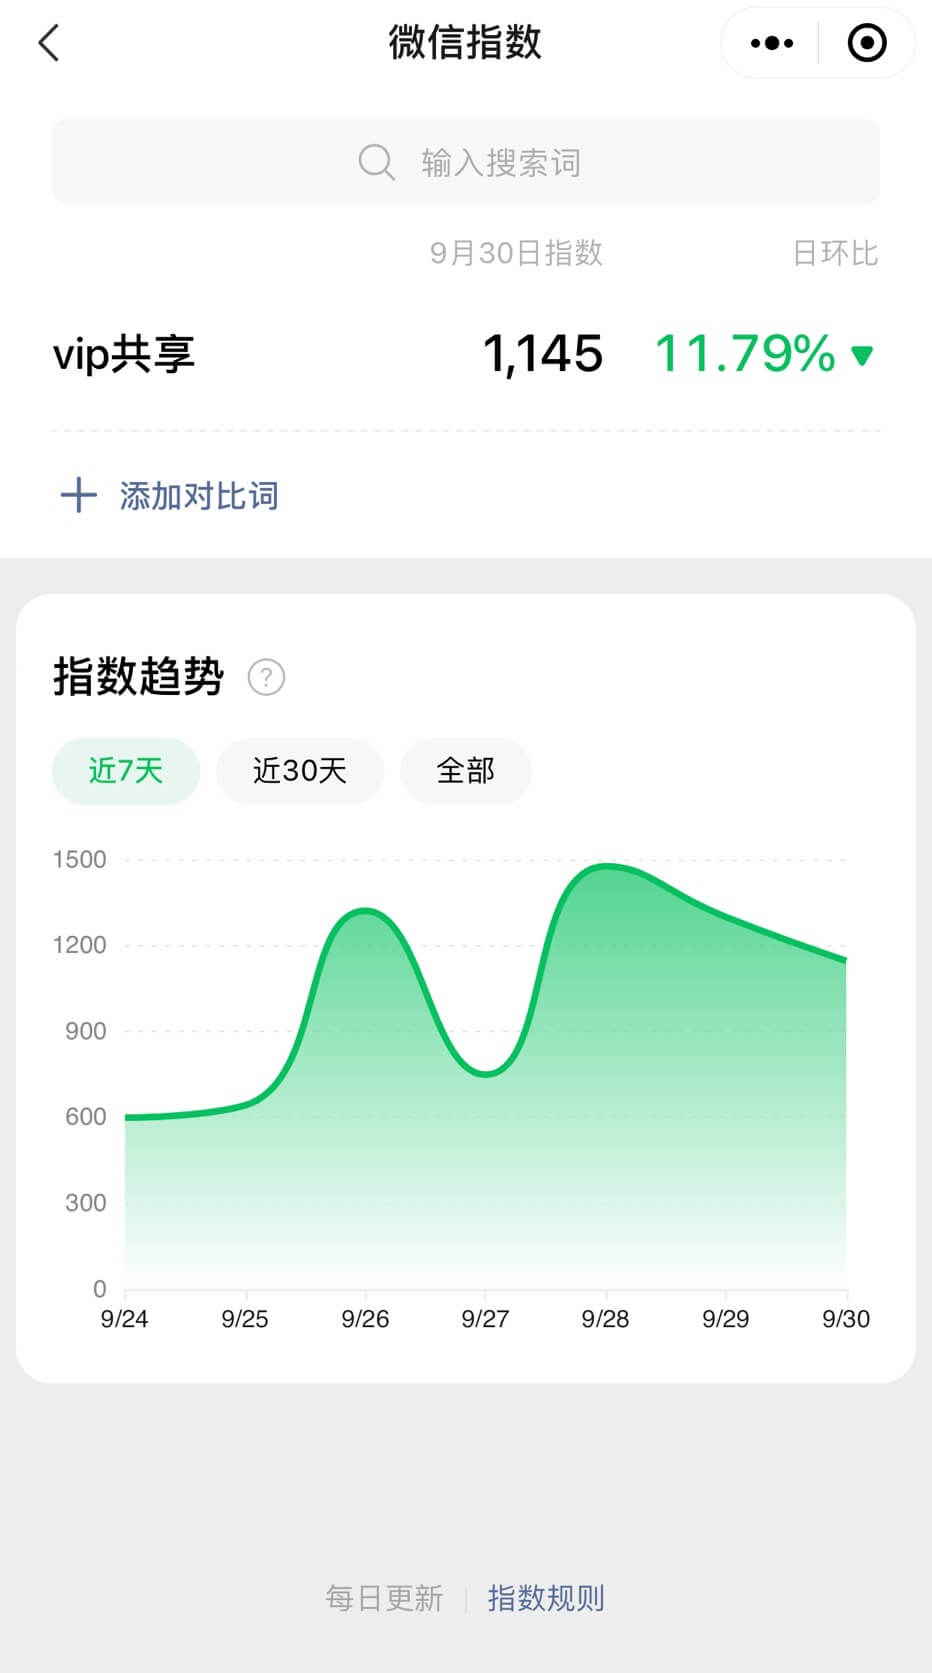 微信指数
输入搜索词
9月30日指数 日环比
vip共享 1,145 11.79%
添加对比词
指数趋势 ?
近7天 近30天 全部
1500
1200
900
600
300
0
9/24 9/25 9/26 9/27 9/28 9/29 9/30
每日更新 指数规则